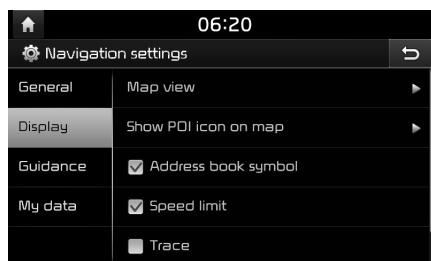 06:20
Navigation settings
General
Map view
Display
Show POI icon on map
Guidance
Address book symbol
My data
Speed limit
Trace